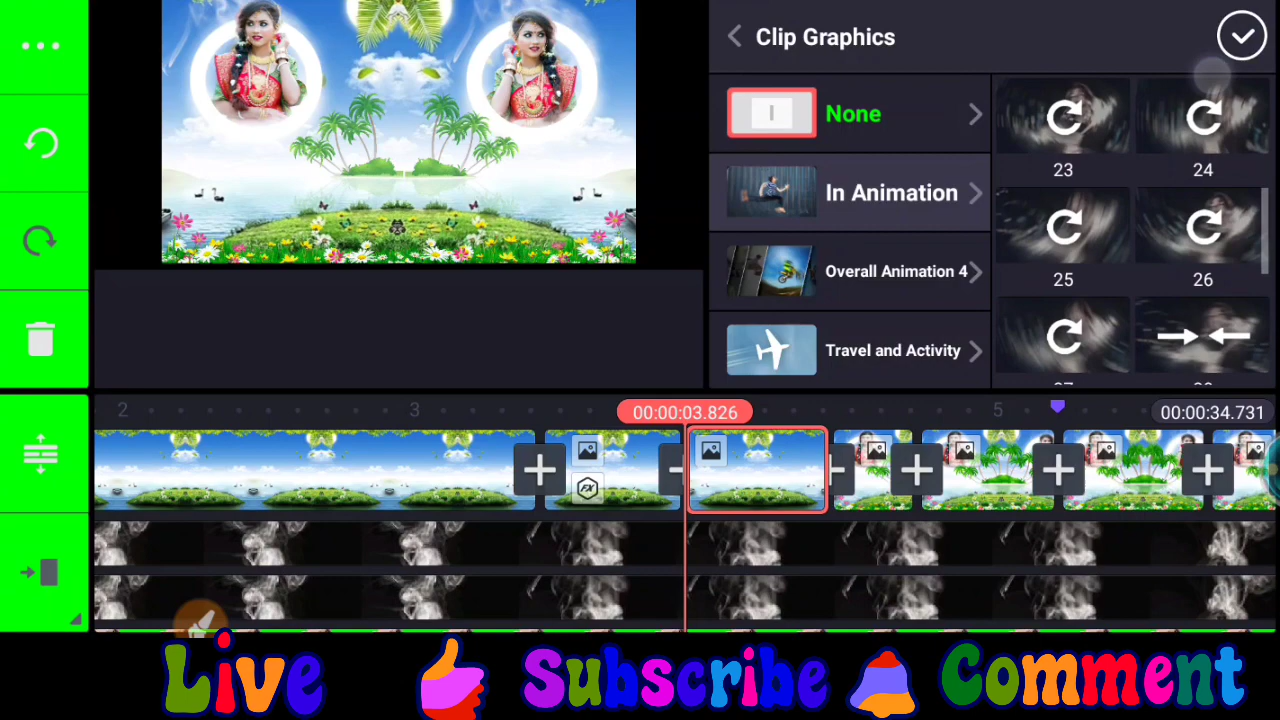 Clip Graphics
None
In Animation
Overall Animation 4
Travel and Activity
23
24
25
26
2
3
00:00:03.826
5
00:00:34.731
FX
Live Subscribe Comment